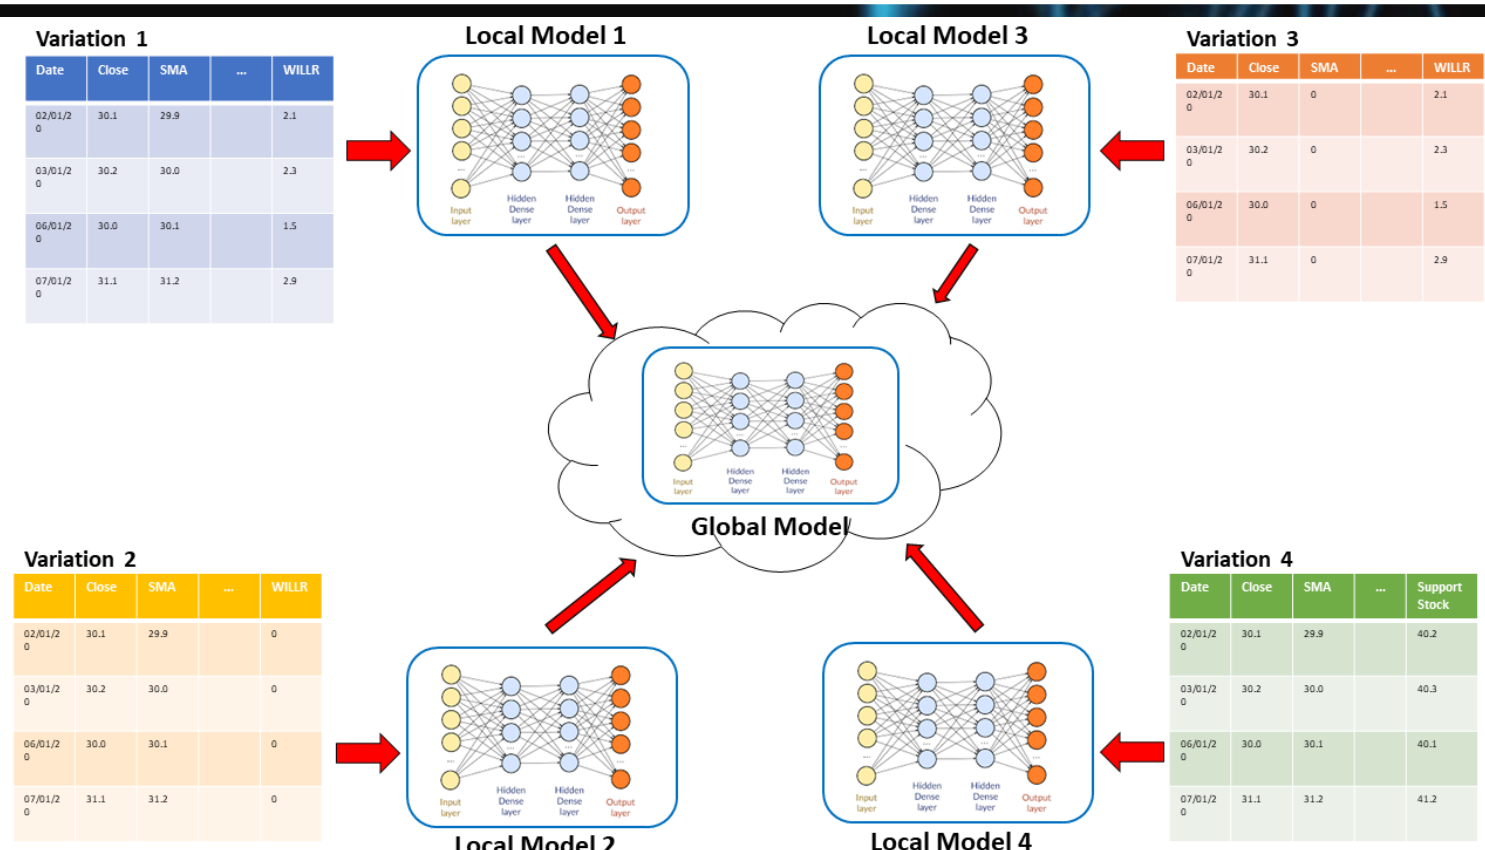 Variation 1
Date Close SMA ... WILLR
02/01/2
0 30.1 29.9 2.1
03/01/2
0 30.2 30.0 2.3
06/01/2
0 30.0 30.1 1.5
07/01/2
0 31.1 31.2 2.9
Local Model 1
...
Input
layer
Hidden
Dense
layer
Hidden
Dense
layer
Output
layer
Local Model 3
...
Input
layer
Hidden
Dense
layer
Hidden
Dense
layer
Output
layer
Variation 3
Date Close SMA ... WILLR
02/01/2
0 30.1 0 2.1
03/01/2
0 30.2 0 2.3
06/01/2
0 30.0 0 1.5
07/01/2
0 31.1 0 2.9
...
Input
layer
Hidden
Dense
layer
Hidden
Dense
layer
Output
layer
Global Model
Variation 2
Date Close SMA ... WILLR
02/01/2
0 30.1 29.9 0
03/01/2
0 30.2 30.0 0
06/01/2
0 30.0 30.1 0
07/01/2
0 31.1 31.2 0
...
Input
layer
Hidden
Dense
layer
Hidden
Dense
layer
Output
layer
Local Model 2
...
Input
layer
Hidden
Dense
layer
Hidden
Dense
layer
Output
layer
Local Model 4
Variation 4
Date Close SMA ... Support
Stock
02/01/2
0 30.1 29.9 40.2
03/01/2
0 30.2 30.0 40.3
06/01/2
0 30.0 30.1 40.1
07/01/2
0 31.1 31.2 41.2